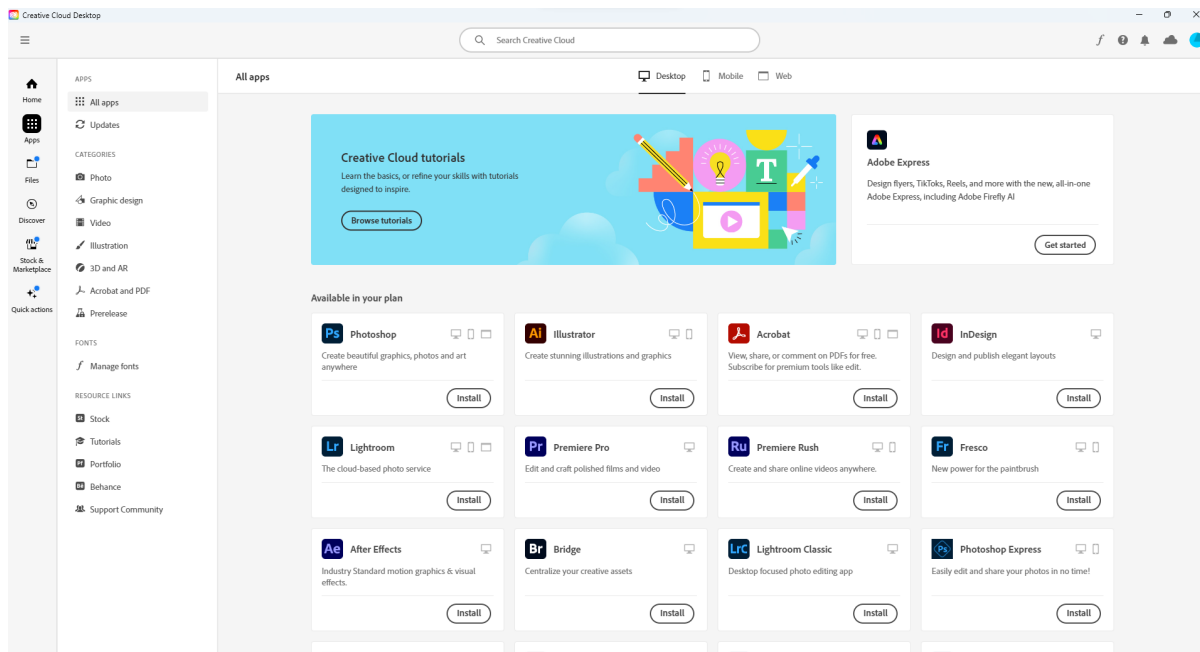 Creative Cloud Desktop
Search Creative Cloud
Home
Apps
Files
Discover
Stock &
Marketplace
Quick actions
APPS
All apps
Updates
CATEGORIES
Photo
Graphic design
Video
Illustration
3D and AR
Acrobat and PDF
Prerelease
FONTS
Manage fonts
RESOURCE LINKS
St Stock
Tutorials
Pf Portfolio
Bē Behance
Support Community
All apps
Desktop Mobile Web
Creative Cloud tutorials
Learn the basics, or refine your skills with tutorials
designed to inspire.
Browse tutorials
T
Adobe Express
Design flyers, TikToks, Reels, and more with the new, all-in-one
Adobe Express, including Adobe Firefly AI
Get started
Available in your plan
Ps Photoshop
Create beautiful graphics, photos and art
anywhere
Install
Ai Illustrator
Create stunning illustrations and graphics
Install
Acrobat
View, share, or comment on PDFs for free.
Subscribe for premium tools like edit.
Install
Id InDesign
Design and publish elegant layouts
Install
Lr Lightroom
The cloud-based photo service
Install
Pr Premiere Pro
Edit and craft polished films and video
Install
Ru Premiere Rush
Create and share online videos anywhere.
Install
Fr Fresco
New power for the paintbrush
Install
Ae After Effects
Industry Standard motion graphics & visual
effects.
Install
Br Bridge
Centralize your creative assets
Install
LrC Lightroom Classic
Desktop focused photo editing app
Install
Ps Photoshop Express
Easily edit and share your photos in no time!
Install